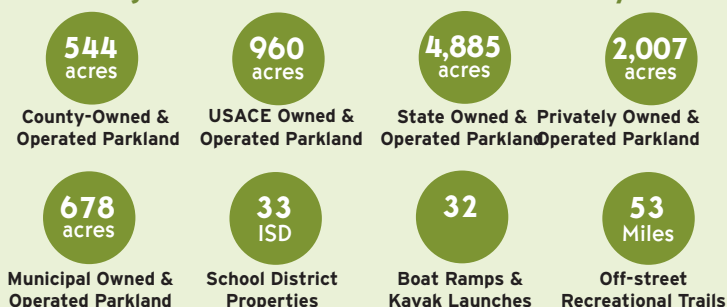 544
acres
960
acres
4,885
acres
2,007
acres
County-Owned &
Operated Parkland
USACE Owned &
Operated Parkland
State Owned &
Operated Parkland
Privately Owned &
Operated Parkland
678
acres
33
ISD
32
53
Miles
Municipal Owned &
Operated Parkland
School District
Properties
Boat Ramps &
Kayak Launches
Off-street
Recreational Trails